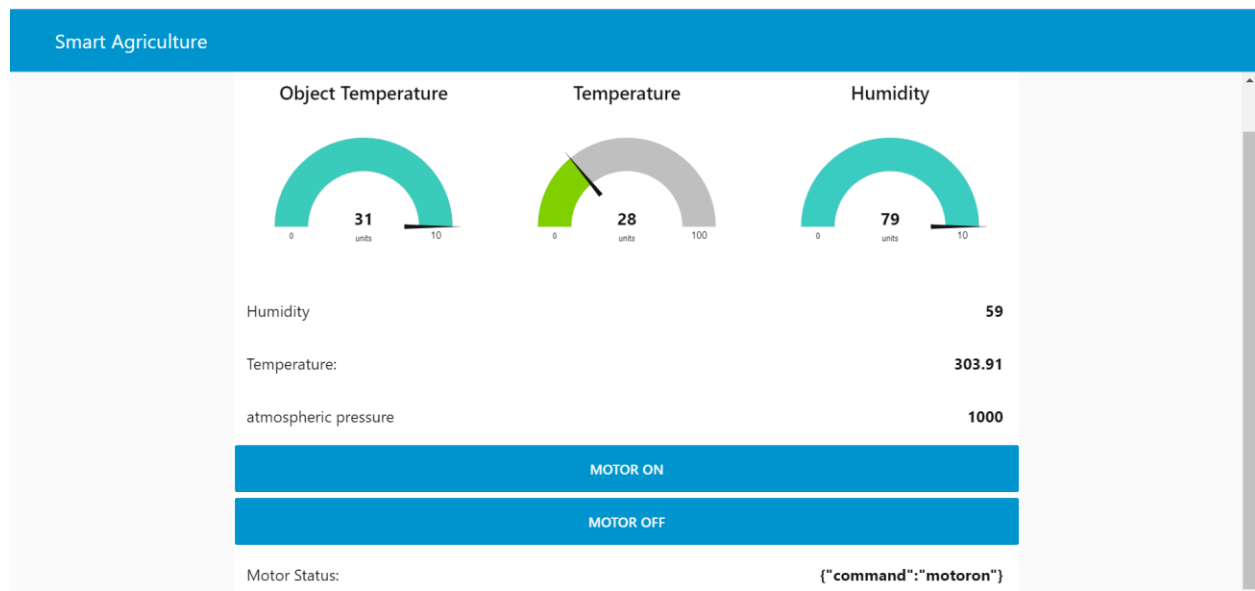 Smart Agriculture
Object Temperature
Temperature
Humidity
31
units
0
10
28
units
0
100
79
units
0
10
Humidity 59
Temperature: 303.91
atmospheric pressure 1000
MOTOR ON
MOTOR OFF
Motor Status: {"command":"motoron"}